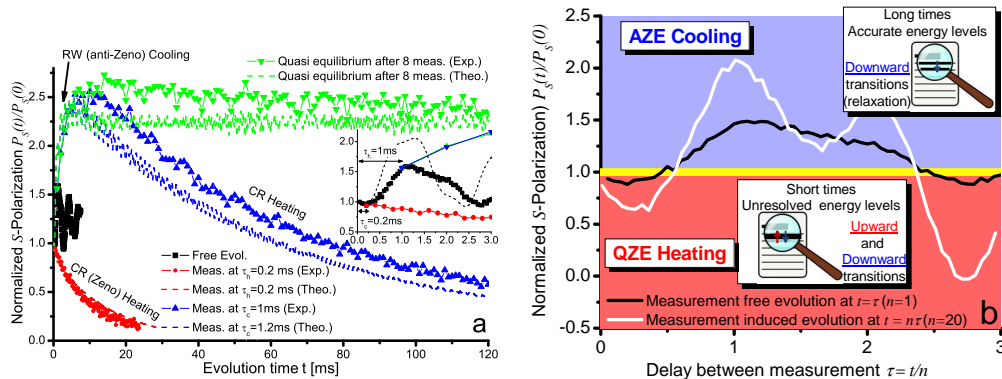 RW (anti-Zeno) Cooling
Quasi equilibrium after 8 meas. (Exp.)
Quasi equilibrium after 8 meas. (Theo.)
Normalized S-Polarization P_S(t)/P_S(0)
2.5
2.0
1.5
1.0
0.5
0.0
2.0
1.5
1.0
0.5
τ_h=1ms
τ_c=0.2ms
0.0 0.5 1.0 1.5 2.0 2.5 3.0
CR Heating
CR (Zeno) Heating
Free Evol.
Meas. at τ_h=0.2 ms (Exp.)
Meas. at τ_h=0.2 ms (Theo.)
Meas. at τ_c=1ms (Exp.)
Meas. at τ_c=1.2ms (Theo.)
a
0 20 40 60 80 100 120
Evolution time t [ms]
Normalized S-Polarization P_S(t)/P_S(0)
2.5
2.0
1.5
1.0
0.5
0.0
-0.5
AZE Cooling
Long times
Accurate energy levels
Downward
transitions
(relaxation)
QZE Heating
Short times
Unresolved energy levels
Upward
and
Downward
transitions
Measurement free evolution at t=τ (n=1)
Measurement induced evolution at t = nτ (n=20)
b
0 1 2 3
Delay between measurement τ= t/n